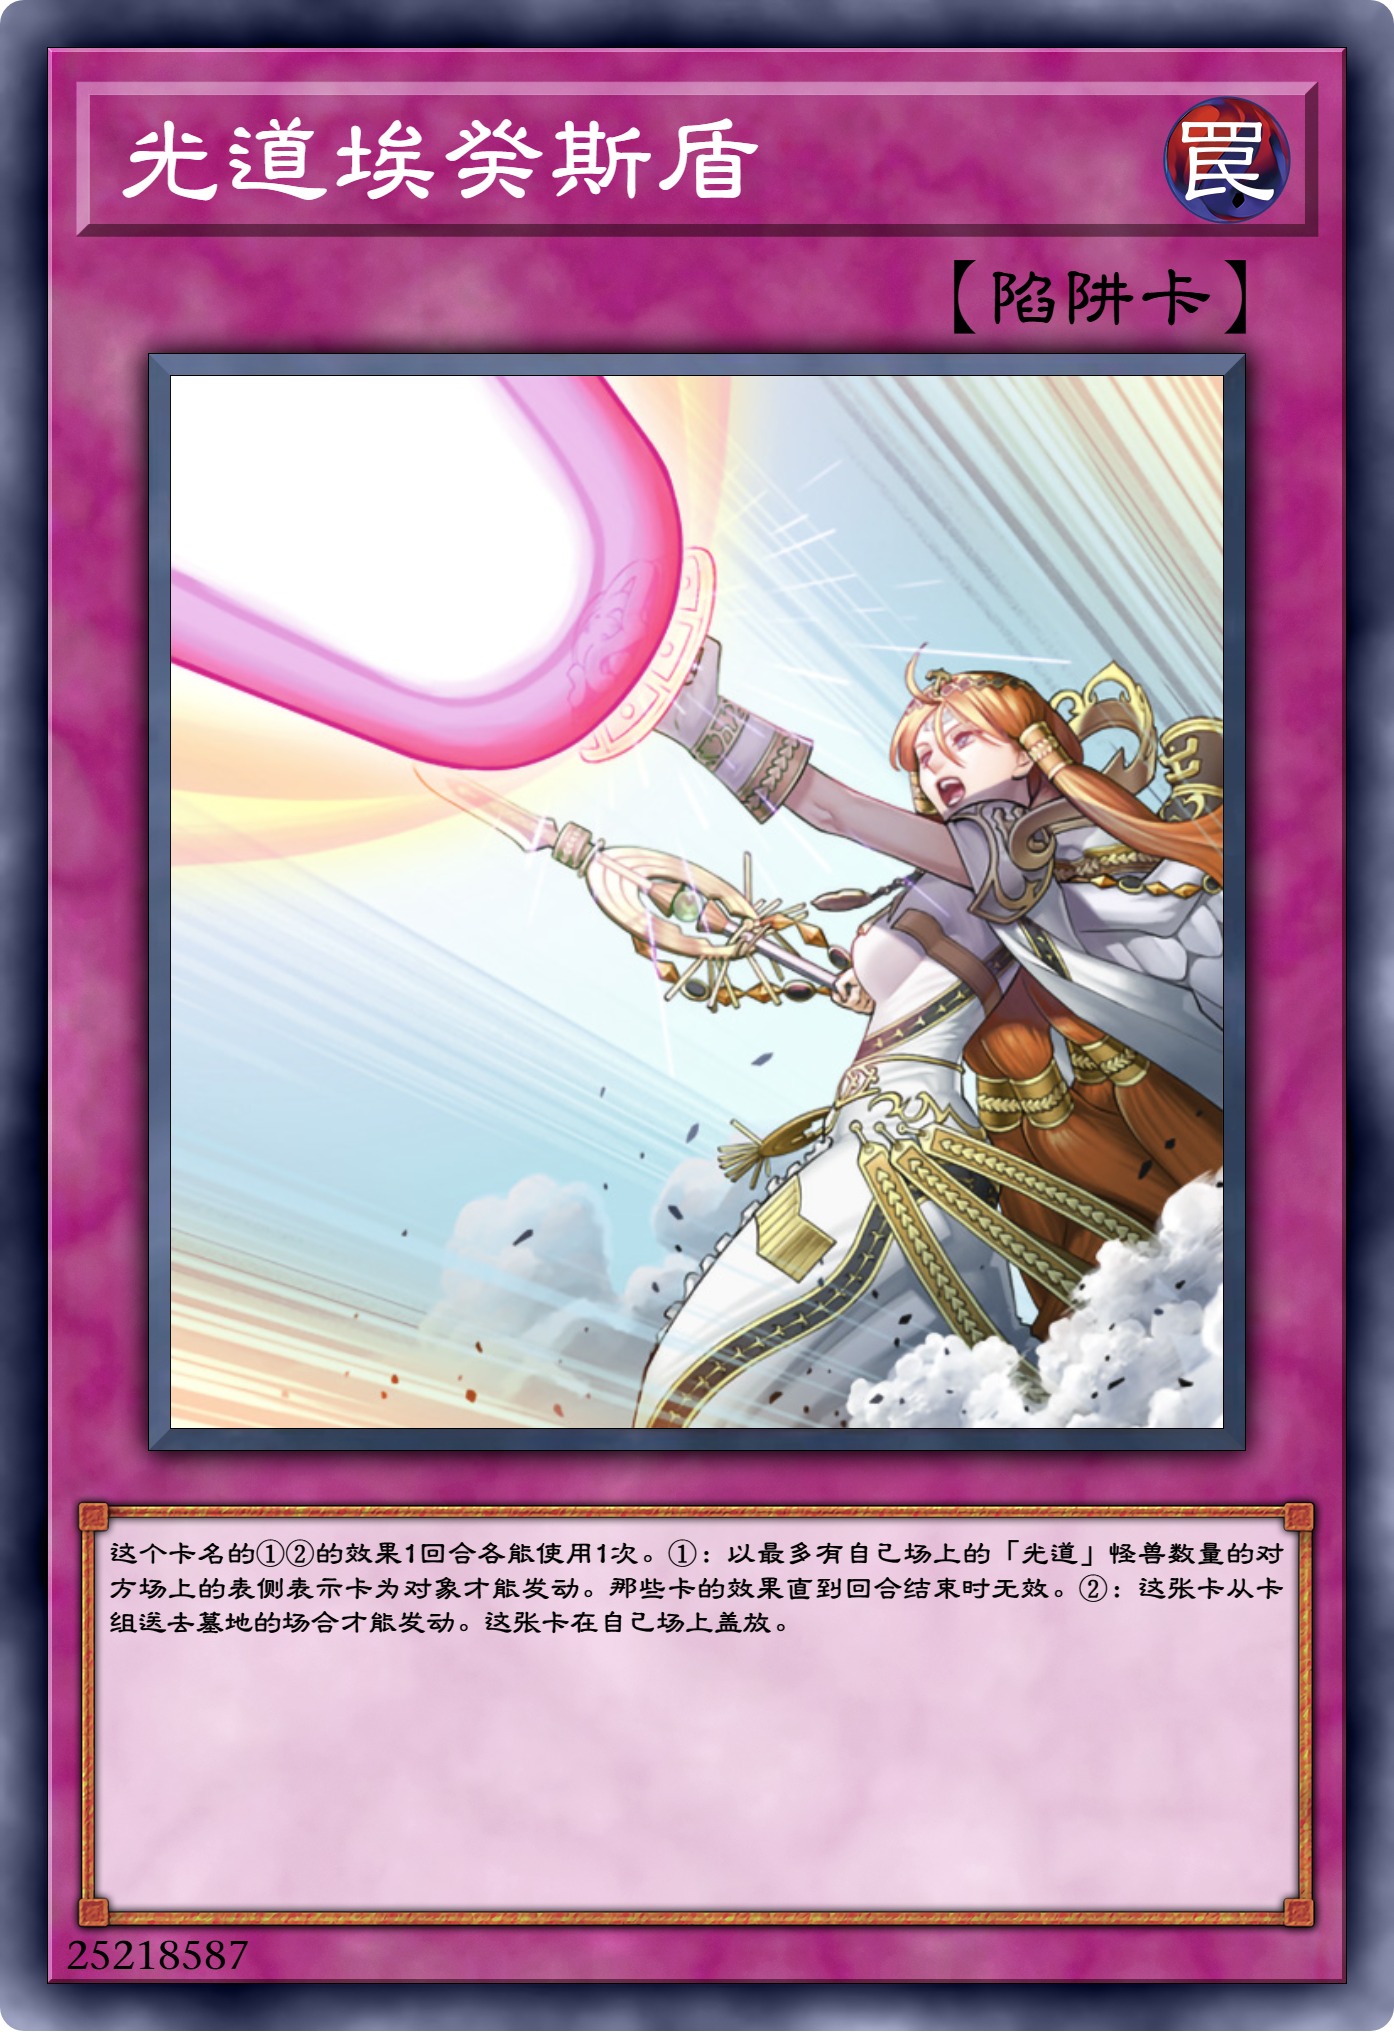 光道埃癸斯盾
罠
【陷阱卡】
这个卡名的①②的效果1回合各能使用1次。①：以最多有自己场上的「光道」怪兽数量的对
方场上的表侧表示卡为对象才能发动。那些卡的效果直到回合结束时无效。②：这张卡从卡
组送去墓地的场合才能发动。这张卡在自己场上盖放。
25218587